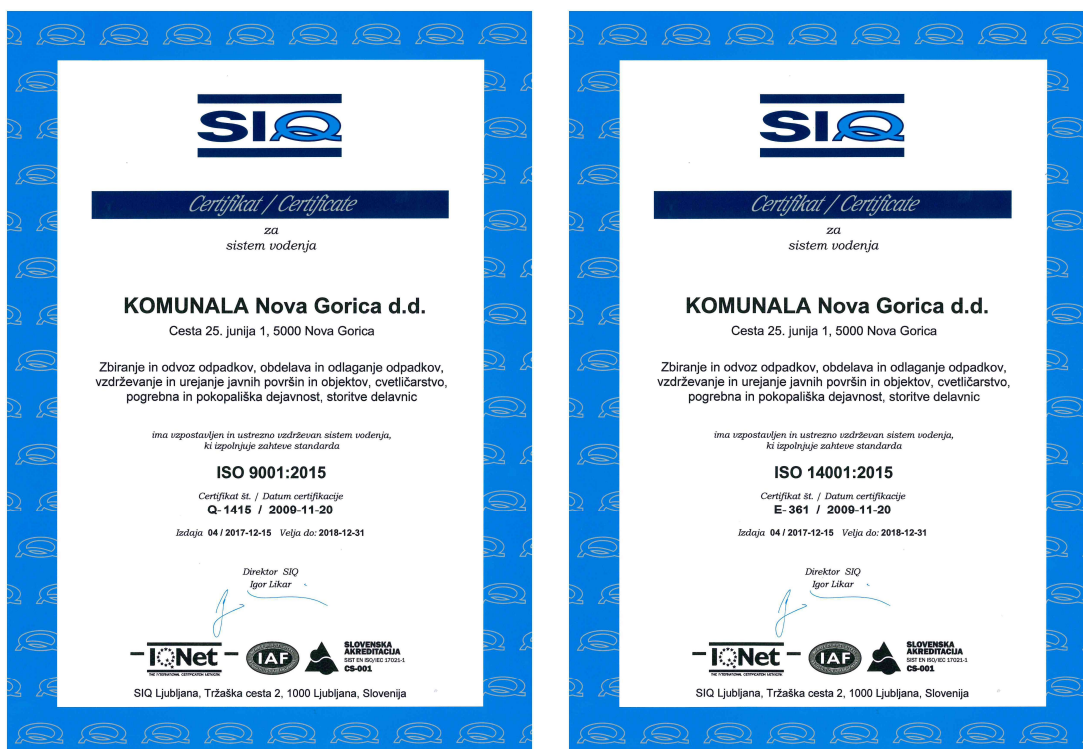 SIQ
Certifikat / Certificate
za
sistem vodenja
KOMUNALA Nova Gorica d.d.
Cesta 25. junija 1, 5000 Nova Gorica
Zbiranje in odvoz odpadkov, obdelava in odlaganje odpadkov,
vzdrževanje in urejanje javnih površin in objektov, cvetličarstvo,
pogrebna in pokopališka dejavnost, storitve delavnic
ima vzpostavljen in ustrezno vzdrževan sistem vodenja,
ki izpolnjuje zahteve standarda
ISO 9001:2015
Certifikat št. / Datum certifikacije
Q- 1415 / 2009-11-20
Izdaja 04 / 2017-12-15 Velja do: 2018-12-31
Direktor SIQ
Igor Likar
IQNet
THE INTERNATIONAL CERTIFICATION NETWORK
IAF
SLOVENSKA
AKREDITACIJA
SIST EN ISO/IEC 17021-1
CS-001
SIQ Ljubljana, Tržaška cesta 2, 1000 Ljubljana, Slovenija
SIQ
Certifikat / Certificate
za
sistem vodenja
KOMUNALA Nova Gorica d.d.
Cesta 25. junija 1, 5000 Nova Gorica
Zbiranje in odvoz odpadkov, obdelava in odlaganje odpadkov,
vzdrževanje in urejanje javnih površin in objektov, cvetličarstvo,
pogrebna in pokopališka dejavnost, storitve delavnic
ima vzpostavljen in ustrezno vzdrževan sistem vodenja,
ki izpolnjuje zahteve standarda
ISO 14001:2015
Certifikat št. / Datum certifikacije
E- 361 / 2009-11-20
Izdaja 04 / 2017-12-15 Velja do: 2018-12-31
Direktor SIQ
Igor Likar
IQNet
THE INTERNATIONAL CERTIFICATION NETWORK
IAF
SLOVENSKA
AKREDITACIJA
SIST EN ISO/IEC 17021-1
CS-001
SIQ Ljubljana, Tržaška cesta 2, 1000 Ljubljana, Slovenija